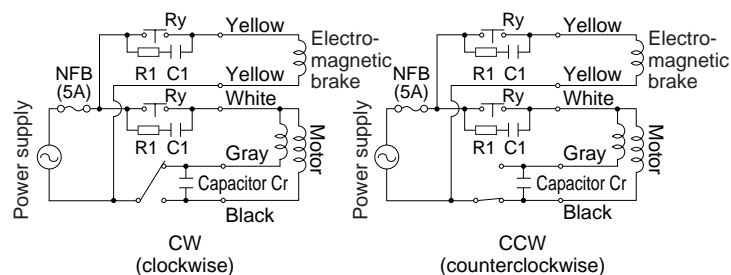 Ry
Yellow
R1
C1
Electro-
magnetic
brake
NFB
(5A)
Yellow
Ry
White
R1
C1
Power supply
Gray
Motor
Capacitor Cr
Black
CW
(clockwise)
Ry
Yellow
R1
C1
Electro-
magnetic
brake
NFB
(5A)
Yellow
Ry
White
R1
C1
Power supply
Gray
Motor
Capacitor Cr
Black
CCW
(counterclockwise)